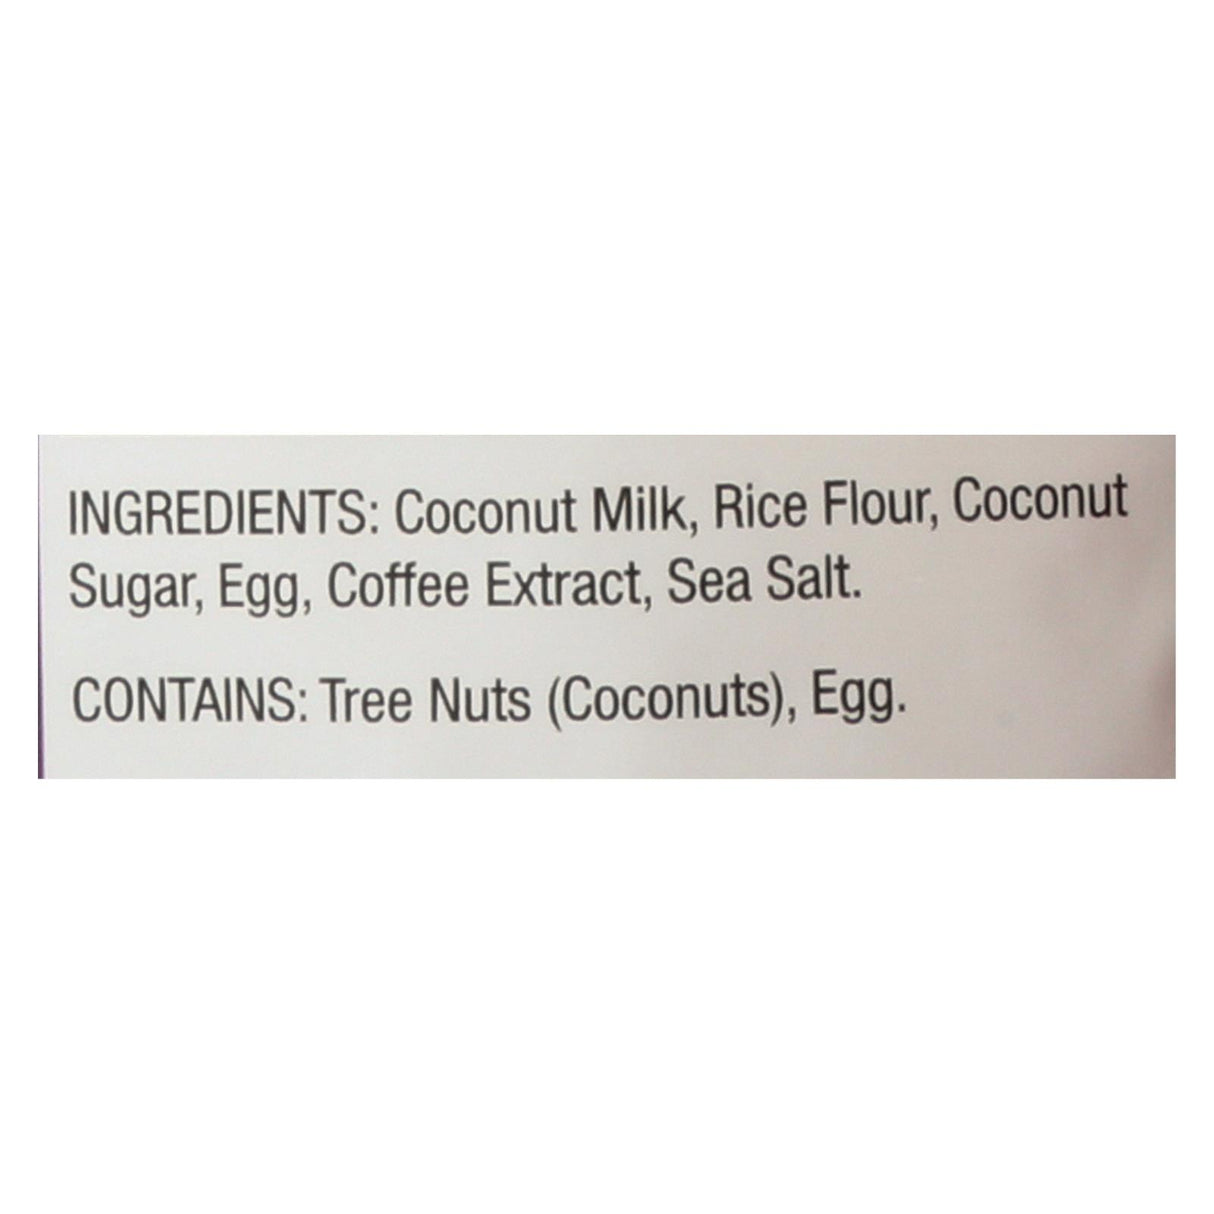 INGREDIENTS: Coconut Milk, Rice Flour, Coconut
Sugar, Egg, Coffee Extract, Sea Salt.
CONTAINS: Tree Nuts (Coconuts), Egg.